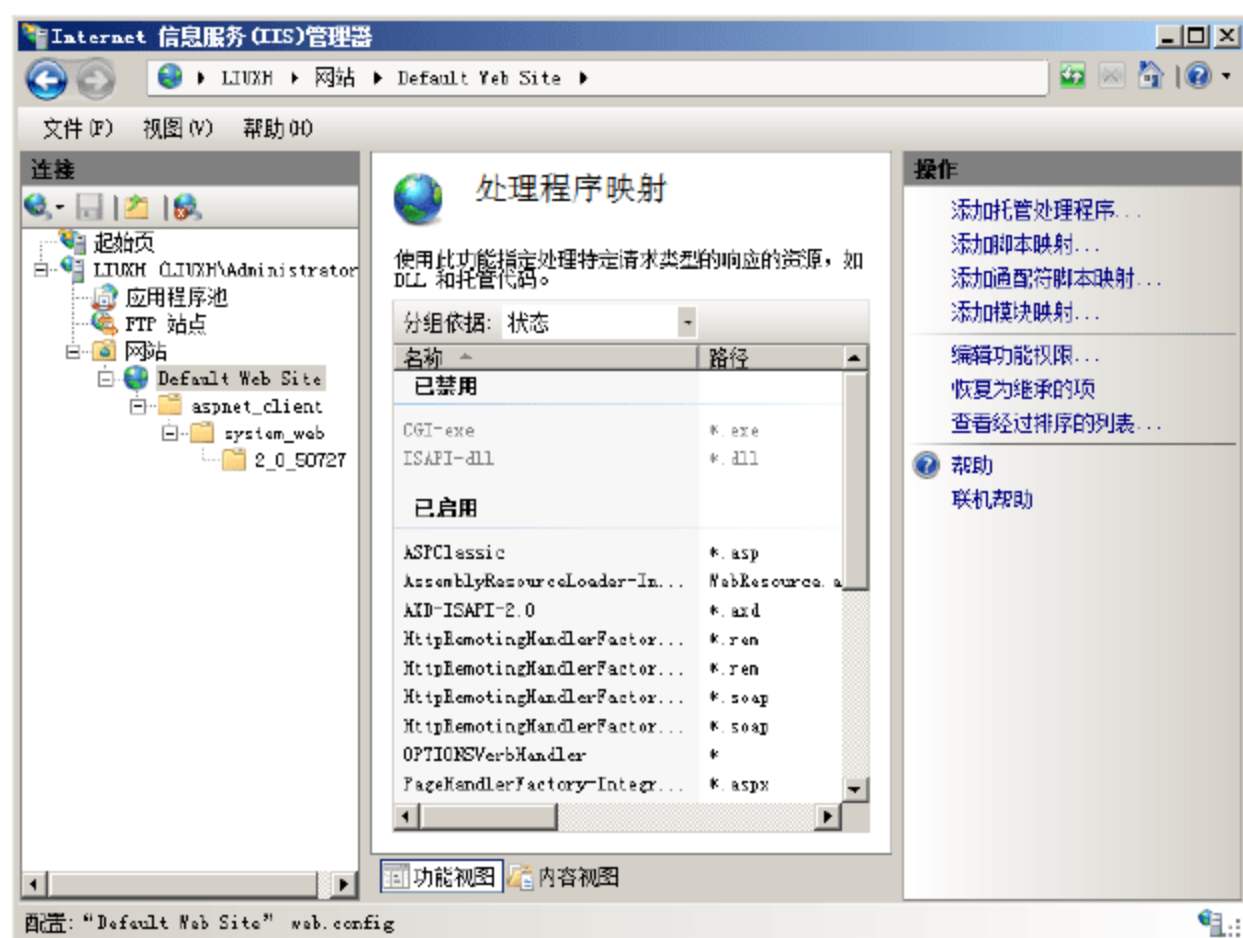 Internet 信息服务(IIS)管理器
LIUXH ▸ 网站 ▸ Default Web Site ▸
文件(F) 视图(V) 帮助(H)
连接
起始页
LIUXH (LIUXH\Administrator
应用程序池
FTP 站点
网站
Default Web Site
aspnet_client
system_web
2_0_50727
处理程序映射
使用此功能指定处理特定请求类型的响应的资源，如
DLL 和托管代码。
分组依据: 状态
名称 路径
已禁用
CGI-exe *.exe
ISAPI-dll *.dll
已启用
ASPClassic *.asp
AssemblyResourceLoader-In... WebResource.a
AXD-ISAPI-2.0 *.axd
HttpRemotingHandlerFactor... *.rem
HttpRemotingHandlerFactor... *.rem
HttpRemotingHandlerFactor... *.soap
HttpRemotingHandlerFactor... *.soap
OPTIONSVerbHandler *
PageHandlerFactory-Integr... *.aspx
功能视图 内容视图
操作
添加托管处理程序...
添加脚本映射...
添加通配符脚本映射...
添加模块映射...
编辑功能权限...
恢复为继承的项
查看经过排序的列表...
帮助
联机帮助
配置:“Default Web Site” web.config